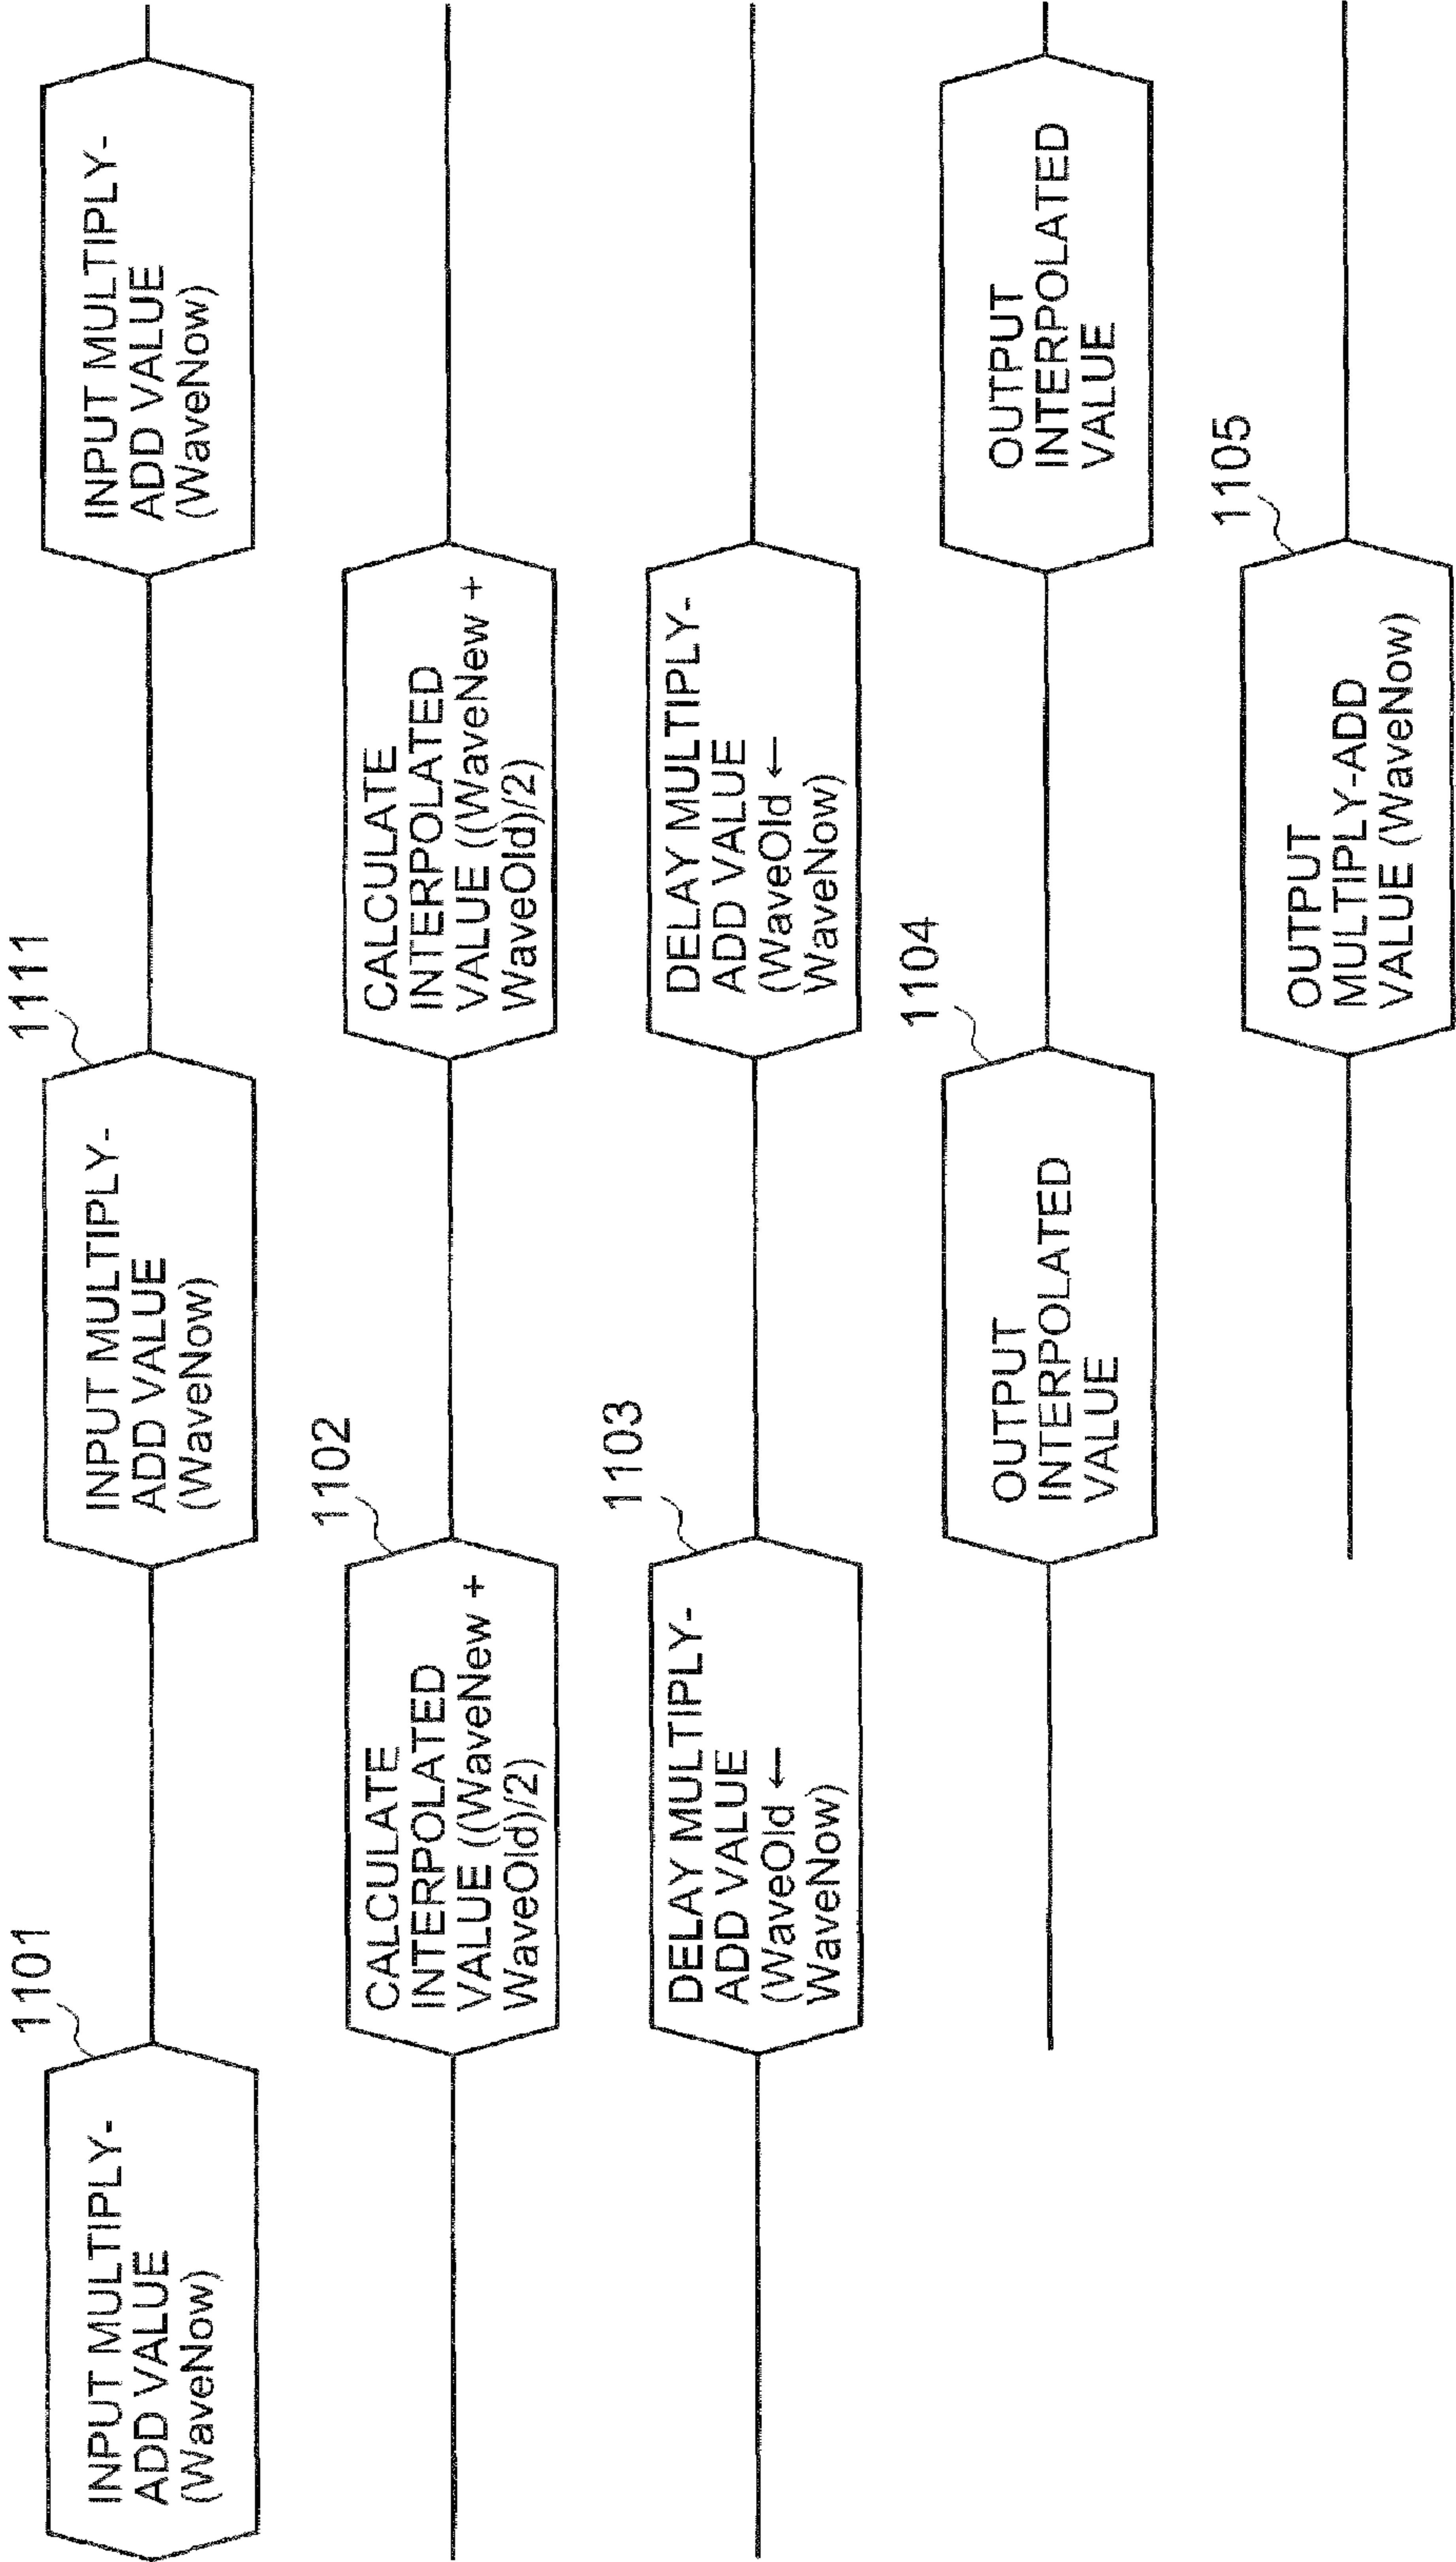 1101
INPUT MULTIPLY-
ADD VALUE
(WaveNow)
1111
INPUT MULTIPLY-
ADD VALUE
(WaveNow)
INPUT MULTIPLY-
ADD VALUE
(WaveNow)
1102
CALCULATE
INTERPOLATED
VALUE ((WaveNew +
WaveOld)/2)
CALCULATE
INTERPOLATED
VALUE ((WaveNew +
WaveOld)/2)
1103
DELAY MULTIPLY-
ADD VALUE
(WaveOld ←
WaveNow)
DELAY MULTIPLY-
ADD VALUE
(WaveOld ←
WaveNow)
1104
OUTPUT
INTERPOLATED
VALUE
OUTPUT
INTERPOLATED
VALUE
1105
OUTPUT
MULTIPLY-ADD
VALUE (WaveNow)